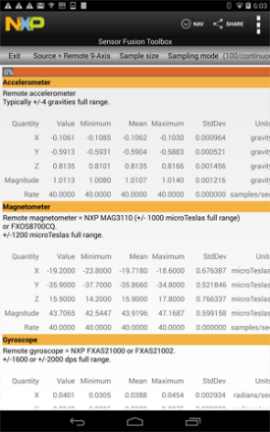 6:03
NXP
NAV
SHARE
Sensor Fusion Toolbox
Exit Source = Remote 9-Axis Sample size Sampling mode (100/continuo
0%
Accelerometer
Remote accelerometer
Typically +/-4 gravities full range.
Quantity Value Minimum Mean Maximum StdDev Units
X -0.1061 -0.1085 -0.1062 -0.1030 0.000964 gravity
Y -0.5913 -0.5931 -0.5904 -0.5883 0.000521 gravity
Z 0.8135 0.8101 0.8135 0.8166 0.001456 gravity
Magnitude 1.0113 1.0080 1.0107 1.0140 0.001216 gravity
Rate 40.0000 40.0000 40.0000 40.0000 0.000000 samples/sec
Magnetometer
Remote magnetometer = NXP MAG3110 (+/- 1000 microTeslas full range)
or FXOS8700CQ.
+/-1200 microTeslas full range.
Quantity Value Minimum Mean Maximum StdDev Units
X -19.2000 -23.8000 -19.7180 -18.6000 0.676387 microTeslas
Y -35.9000 -37.7000 -35.8660 -34.8000 0.521846 microTeslas
Z 15.9000 14.2000 15.9000 17.8000 0.766337 microTeslas
Magnitude 43.7065 42.5447 43.9196 47.1687 0.599158 microTeslas
Rate 40.0000 40.0000 40.0000 40.0000 0.000000 samples/sec
Gyroscope
Remote gyroscope = NXP FXAS21000 or FXAS21002.
+/-1600 or +/-2000 dps full range.
Quantity Value Minimum Mean Maximum StdDev Units
X 0.0401 0.0305 0.0388 0.0454 0.002934 radians/sec